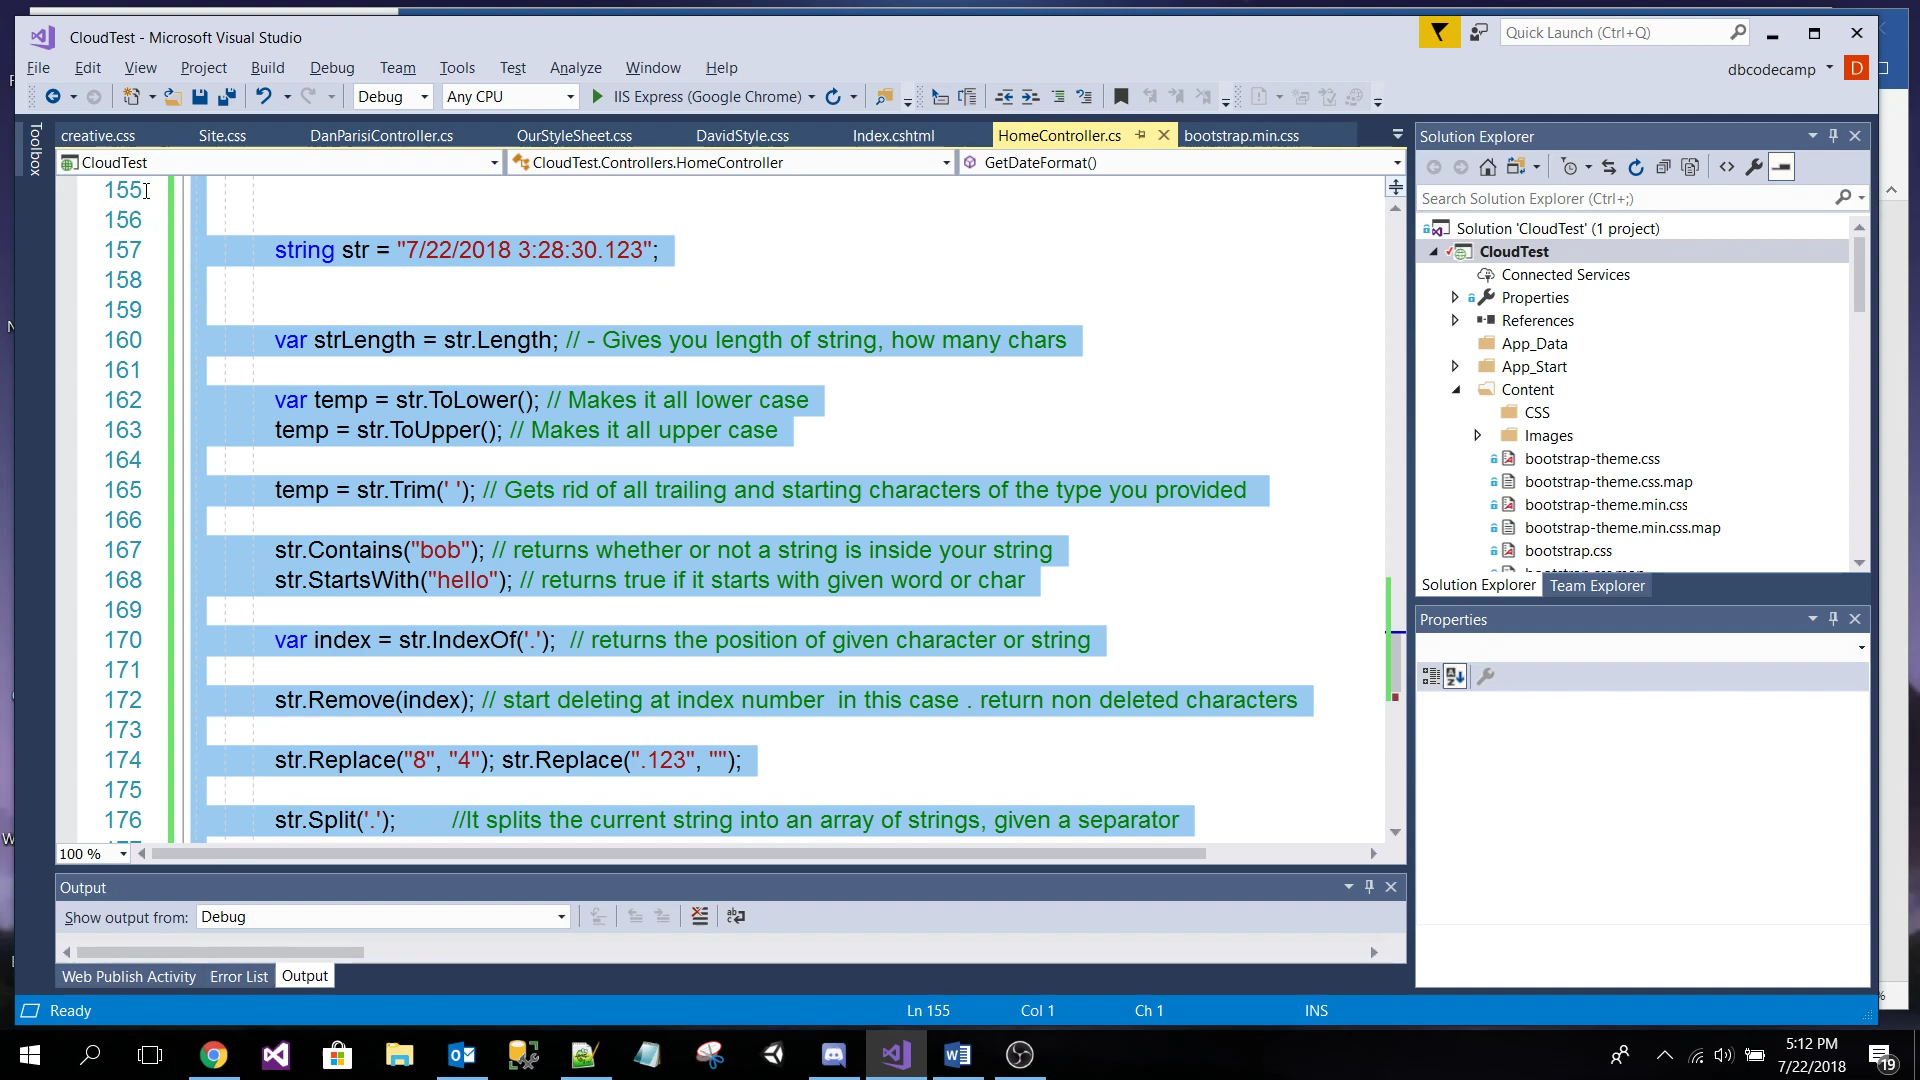 CloudTest - Microsoft Visual Studio
Quick Launch (Ctrl+Q)
File Edit View Project Build Debug Team Tools Test Analyze Window Help
dbcodecamp D
Debug Any CPU IIS Express (Google Chrome)
Toolbox
creative.css Site.css DanParisiController.cs OurStyleSheet.css DavidStyle.css Index.cshtml HomeController.cs bootstrap.min.css
CloudTest CloudTest.Controllers.HomeController GetDateFormat()
155
156
157 string str = "7/22/2018 3:28:30.123";
158
159
160 var strLength = str.Length; // - Gives you length of string, how many chars
161
162 var temp = str.ToLower(); // Makes it all lower case
163 temp = str.ToUpper(); // Makes it all upper case
164
165 temp = str.Trim(' '); // Gets rid of all trailing and starting characters of the type you provided
166
167 str.Contains("bob"); // returns whether or not a string is inside your string
168 str.StartsWith("hello"); // returns true if it starts with given word or char
169
170 var index = str.IndexOf('.');  // returns the position of given character or string
171
172 str.Remove(index); // start deleting at index number  in this case . return non deleted characters
173
174 str.Replace("8", "4"); str.Replace(".123", "");
175
176 str.Split('.'); //It splits the current string into an array of strings, given a separator
100 %
Output
Show output from: Debug
Web Publish Activity Error List Output
Solution Explorer
Search Solution Explorer (Ctrl+;)
Solution 'CloudTest' (1 project)
CloudTest
Connected Services
Properties
References
App_Data
App_Start
Content
CSS
Images
bootstrap-theme.css
bootstrap-theme.css.map
bootstrap-theme.min.css
bootstrap-theme.min.css.map
bootstrap.css
Solution Explorer Team Explorer
Properties
Ready Ln 155 Col 1 Ch 1 INS
5:12 PM
7/22/2018
19